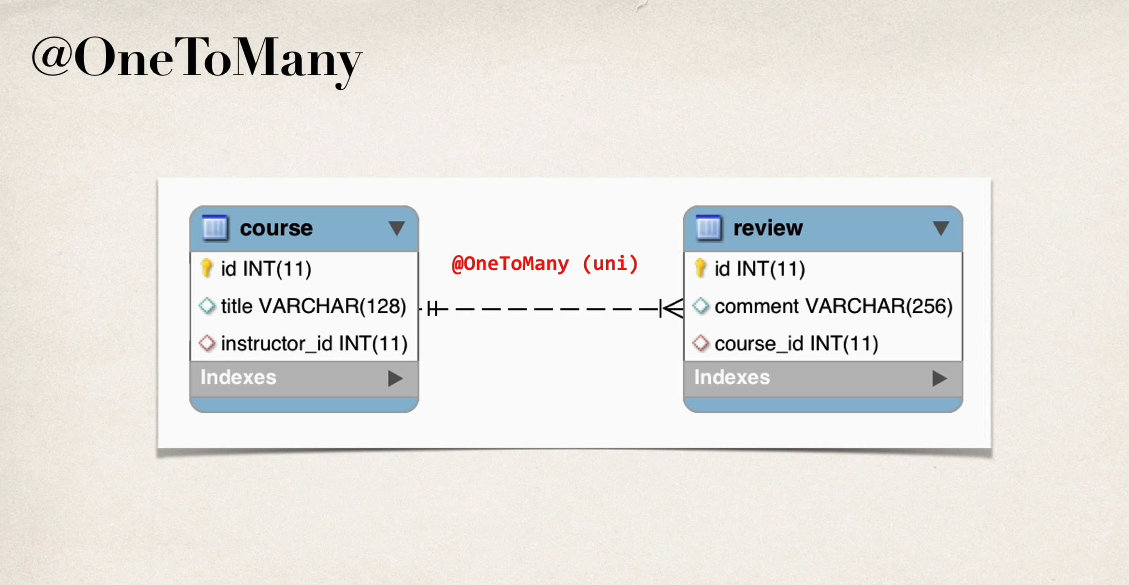 @OneToMany
course
id INT(11)
title VARCHAR(128)
instructor_id INT(11)
Indexes
@OneToMany (uni)
review
id INT(11)
comment VARCHAR(256)
course_id INT(11)
Indexes